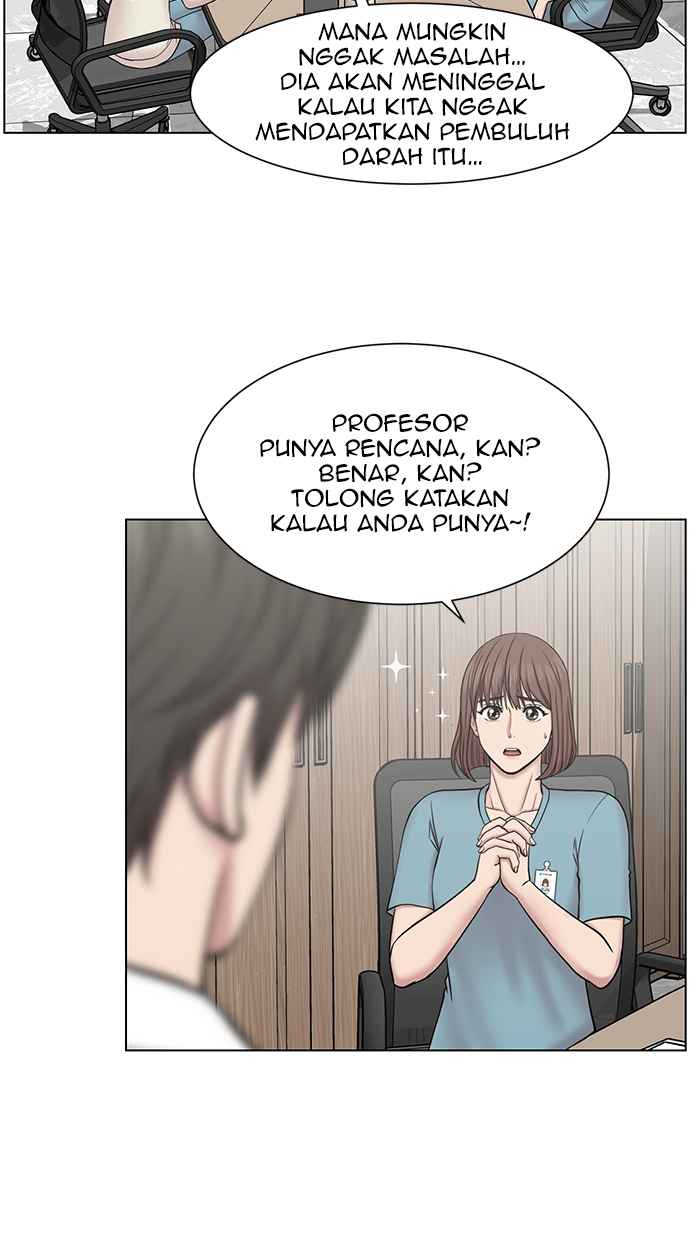 MANA MUNGKIN
NGGAK MASALAH...
DIA AKAN MENINGGAL
KALAU KITA NGGAK
MENDAPATKAN PEMBULUH
DARAH ITU...
PROFESOR
PUNYA RENCANA, KAN?
BENAR, KAN?
TOLONG KATAKAN
KALAU ANDA PUNYA~!